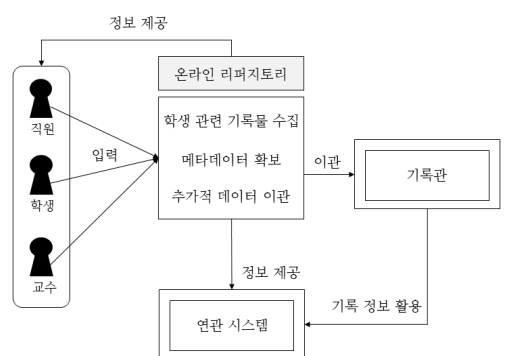 정보 제공
온라인 리퍼지토리
직원
학생
교수
입력
학생 관련 기록물 수집
메타데이터 확보
추가적 데이터 이관
이관
기록관
정보 제공
기록 정보 활용
연관 시스템